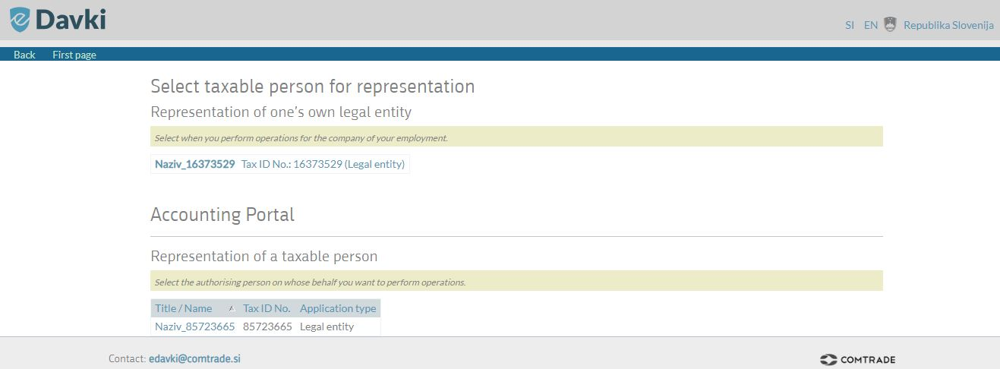 eDavki
SI EN Republika Slovenija
Back First page
Select taxable person for representation
Representation of one's own legal entity
Select when you perform operations for the company of your employment.
Naziv_16373529 Tax ID No.: 16373529 (Legal entity)
Accounting Portal
Representation of a taxable person
Select the authorising person on whose behalf you want to perform operations.
Title / Name Tax ID No. Application type
Naziv_85723665 85723665 Legal entity
Contact: edavki@comtrade.si COMTRADE